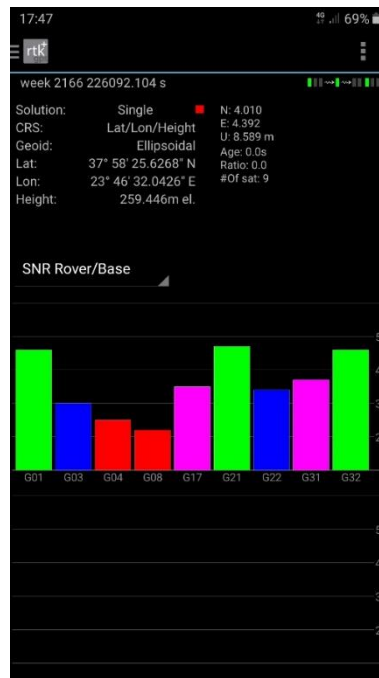 17:47 4G 69%
rtk+
week 2166 226092.104 s
Solution: Single
CRS: Lat/Lon/Height
Geoid: Ellipsoidal
Lat: 37° 58' 25.6268" N
Lon: 23° 46' 32.0426" E
Height: 259.446m el.
N: 4.010
E: 4.392
U: 8.589 m
Age: 0.0s
Ratio: 0.0
#Of sat: 9
SNR Rover/Base
G01 G03 G04 G08 G17 G21 G22 G31 G32